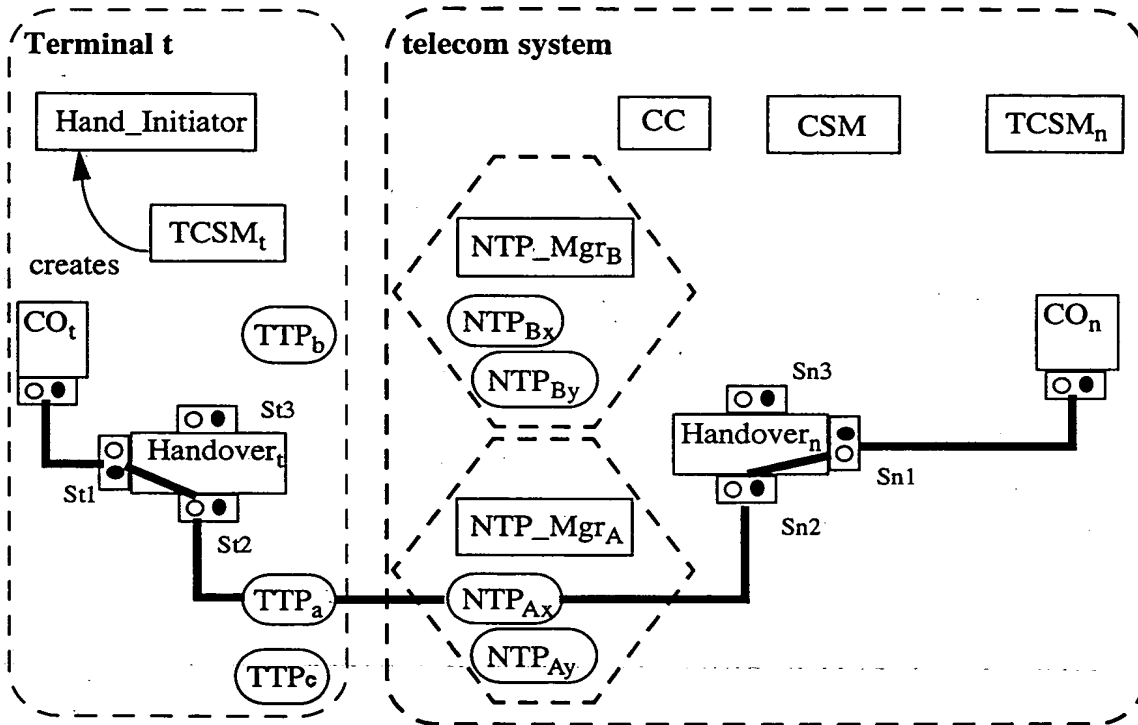 Terminal t
Hand_Initiator
TCSMt
creates
COt
TTPb
St3
Handovert
St1
St2
TTPa
TTPc
telecom system
CC
CSM
TCSMn
NTP_MgrB
NTPBx
NTPBy
COn
Sn3
Handovern
Sn1
Sn2
NTP_MgrA
NTPAx
NTPAy